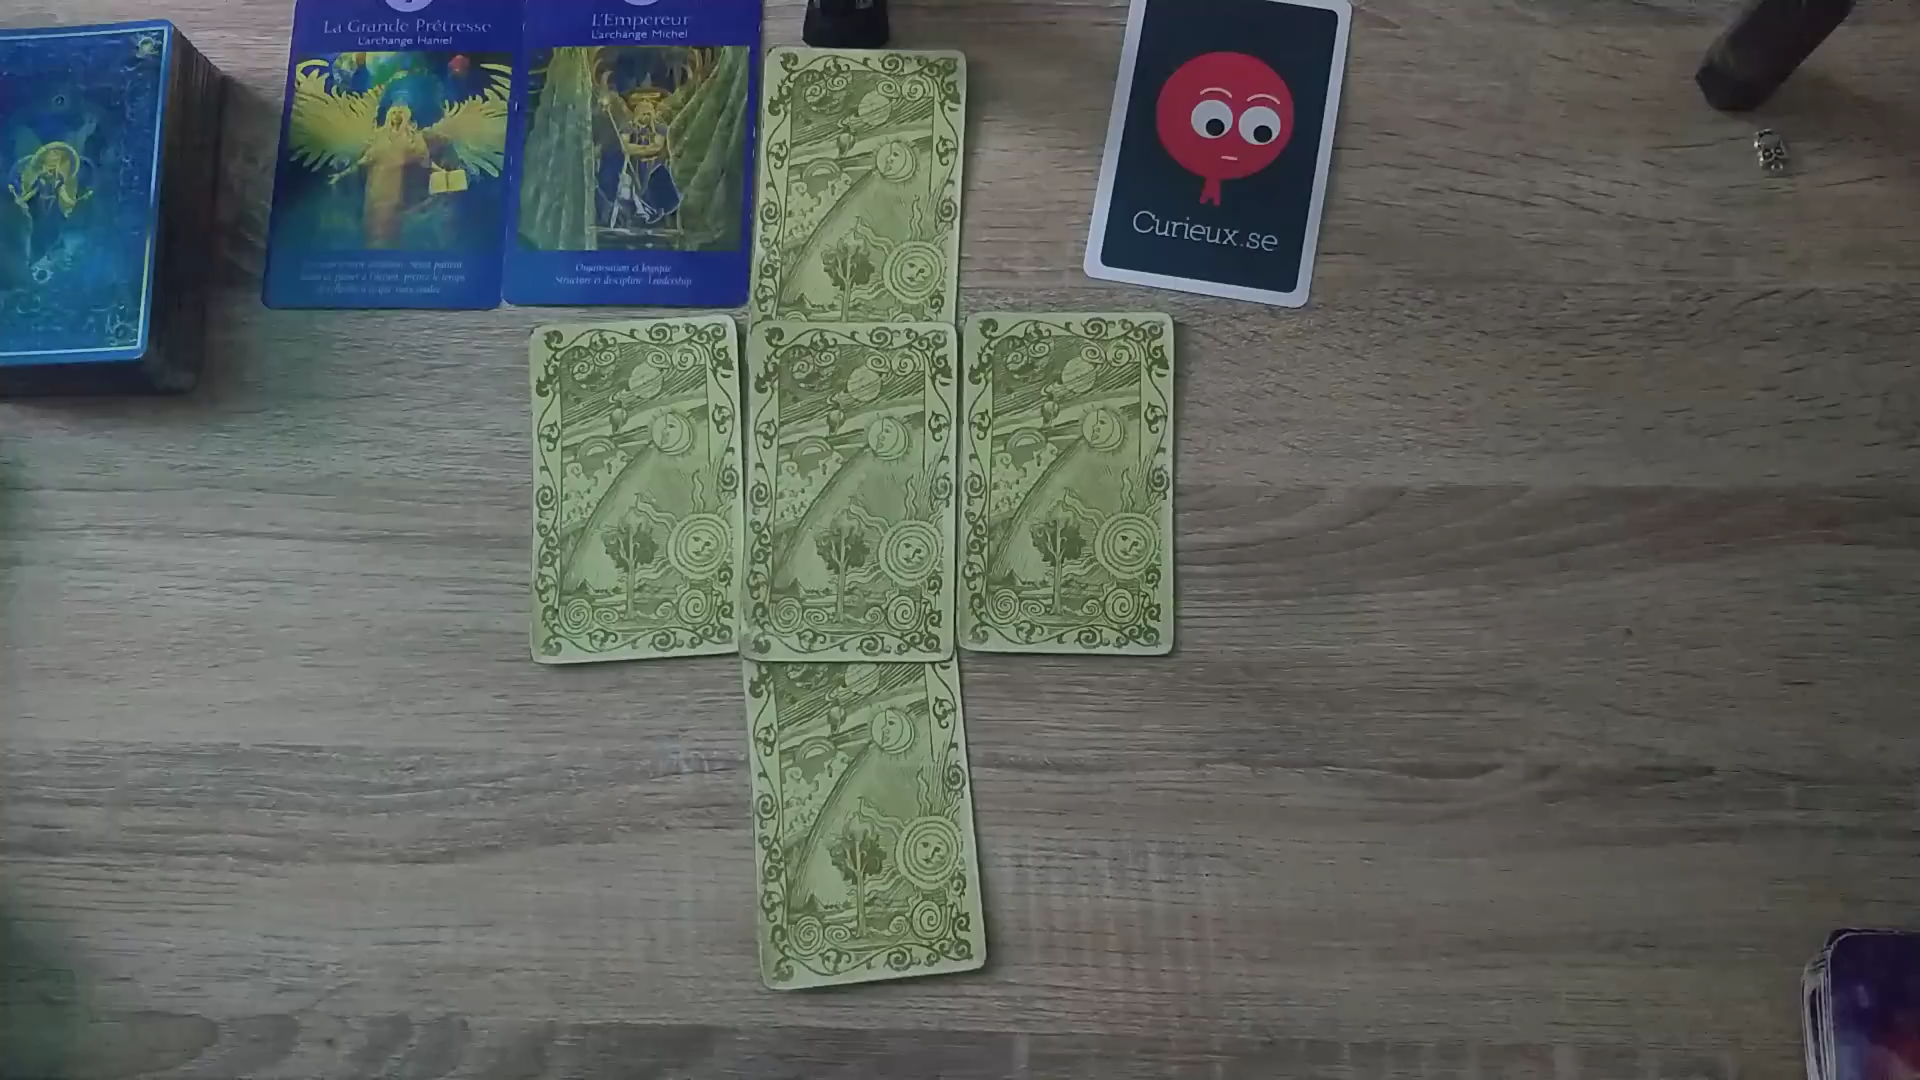 La Grande Prêtresse
L'archange Haniel
L'Empereur
L'archange Michel
Organisation et logique
Structure et discipline Leadership
Curieux.se